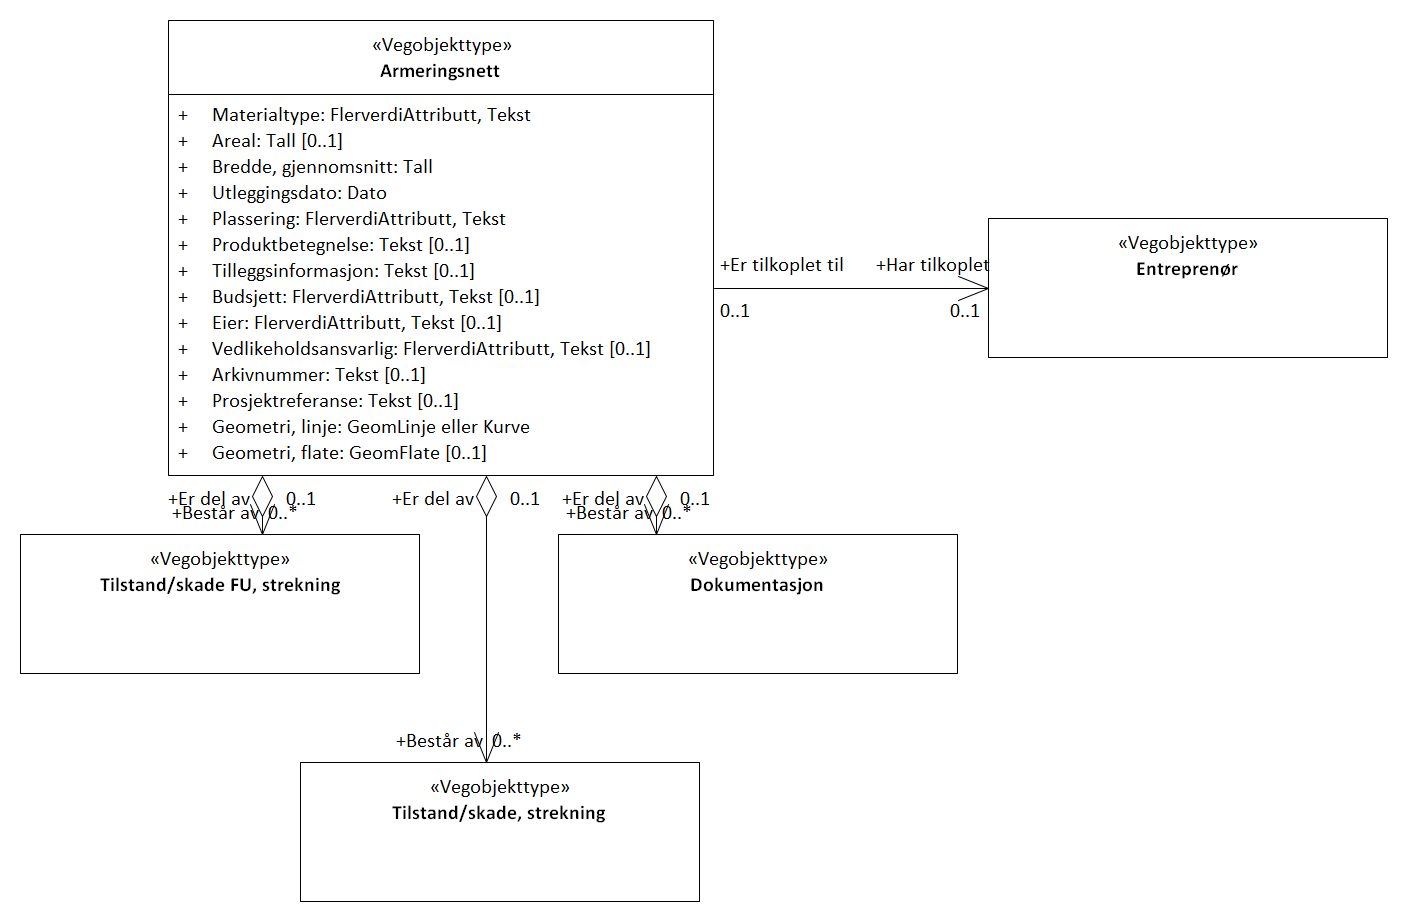 «Vegobjekttype»
Armeringsnett
+ Materialtype: FlerverdiAttributt, Tekst
+ Areal: Tall [0..1]
+ Bredde, gjennomsnitt: Tall
+ Utleggingsdato: Dato
+ Plassering: FlerverdiAttributt, Tekst
+ Produktbetegnelse: Tekst [0..1]
+ Tilleggsinformasjon: Tekst [0..1]
+ Budsjett: FlerverdiAttributt, Tekst [0..1]
+ Eier: FlerverdiAttributt, Tekst [0..1]
+ Vedlikeholdsansvarlig: FlerverdiAttributt, Tekst [0..1]
+ Arkivnummer: Tekst [0..1]
+ Prosjektreferanse: Tekst [0..1]
+ Geometri, linje: GeomLinje eller Kurve
+ Geometri, flate: GeomFlate [0..1]
+Er tilkoplet til +Har tilkoplet
0..1 0..1
«Vegobjekttype»
Entreprenør
+Er del av 0..1 +Er del av 0..1 +Er del av 0..1
+Består av 0..* +Består av 0..*
«Vegobjekttype»
Tilstand/skade FU, strekning
«Vegobjekttype»
Dokumentasjon
+Består av 0..*
«Vegobjekttype»
Tilstand/skade, strekning